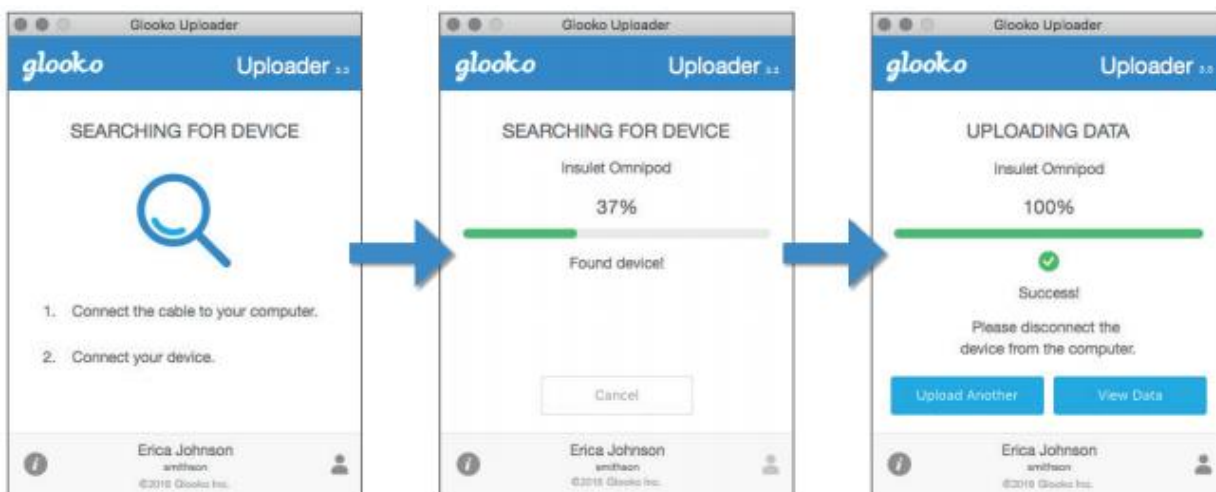 Glooko Uploader
glooko Uploader
SEARCHING FOR DEVICE
1. Connect the cable to your computer.
2. Connect your device.
Erica Johnson
smithson
©2018 Glooko Inc.
Glooko Uploader
glooko Uploader
SEARCHING FOR DEVICE
Insulet Omnipod
37%
Found device!
Cancel
Erica Johnson
smithson
©2018 Glooko Inc.
Glooko Uploader
glooko Uploader
UPLOADING DATA
Insulet Omnipod
100%
Success!
Please disconnect the
device from the computer.
Upload Another View Data
Erica Johnson
smithson
©2018 Glooko Inc.